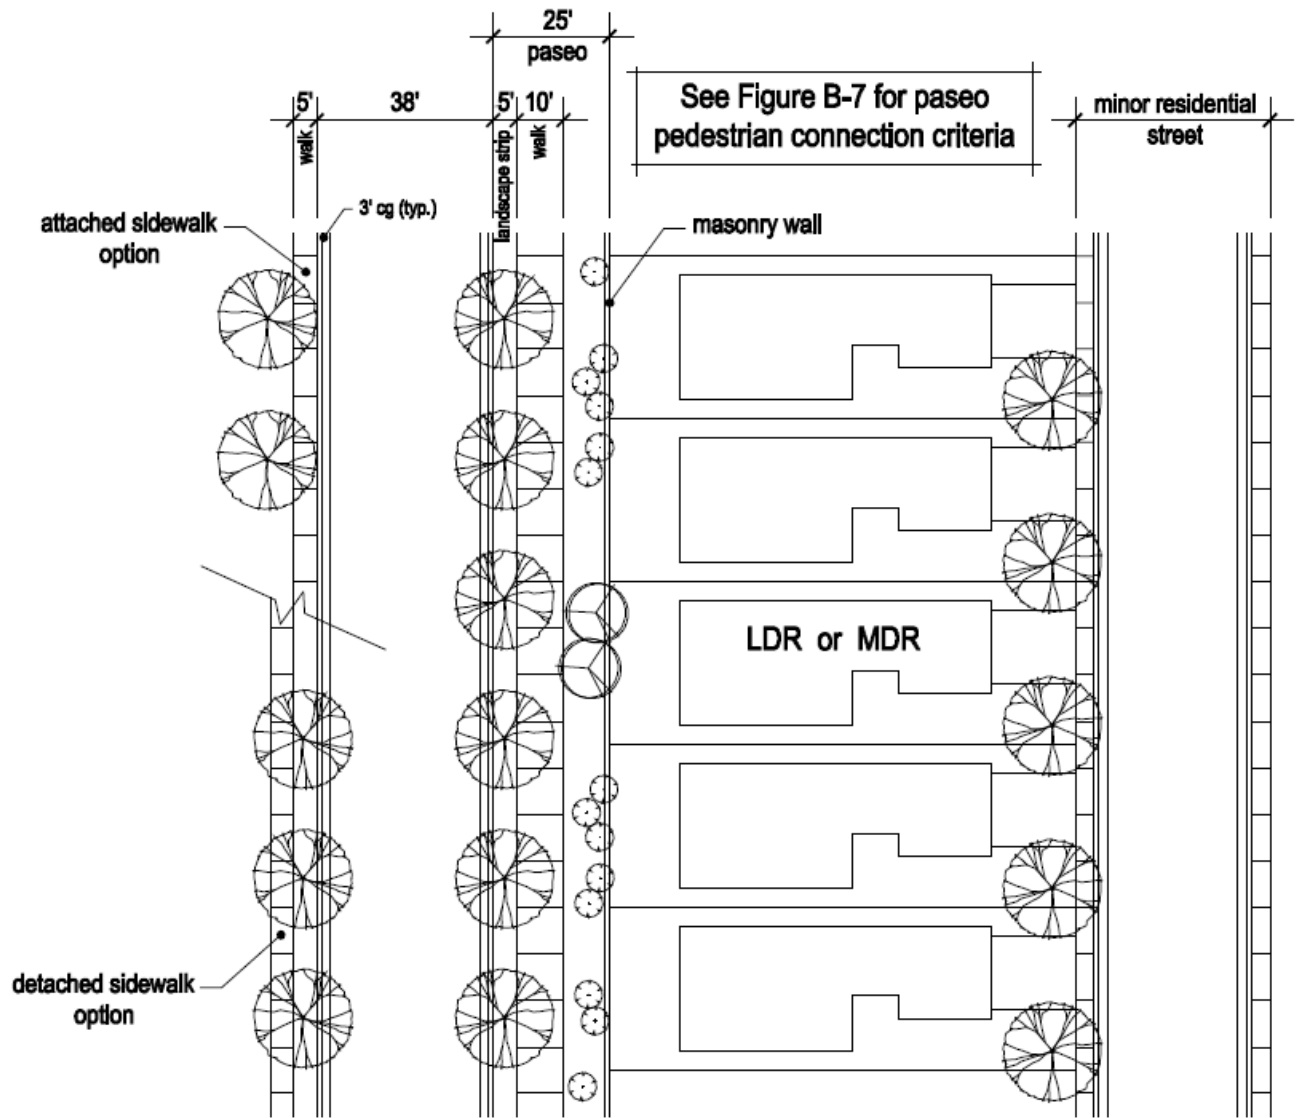 25'
paseo
5'
38'
5'
10'
walk
landscape strip
walk
See Figure B-7 for paseo
pedestrian connection criteria
minor residential
street
attached sidewalk
option
3' cg (typ.)
masonry wall
LDR or MDR
detached sidewalk
option